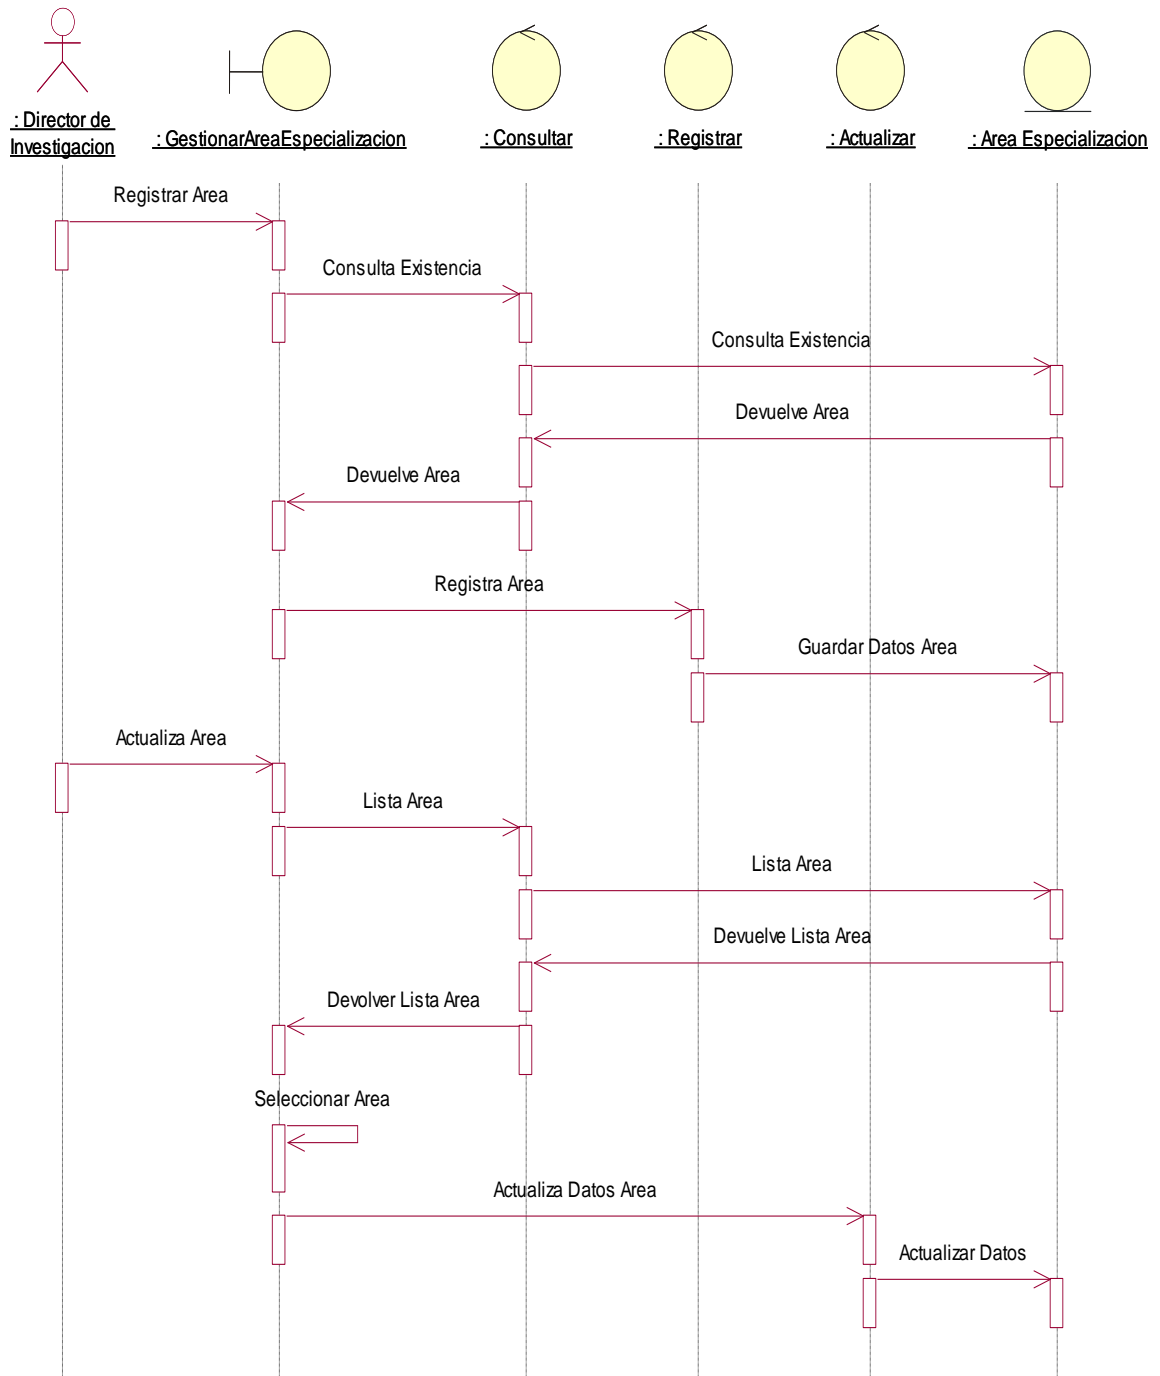 : Director de
Investigacion
: GestionarAreaEspecializacion
: Consultar
: Registrar
: Actualizar
: Area Especializacion
Registrar Area
Consulta Existencia
Consulta Existencia
Devuelve Area
Devuelve Area
Registra Area
Guardar Datos Area
Actualiza Area
Lista Area
Lista Area
Devuelve Lista Area
Devolver Lista Area
Seleccionar Area
Actualiza Datos Area
Actualizar Datos